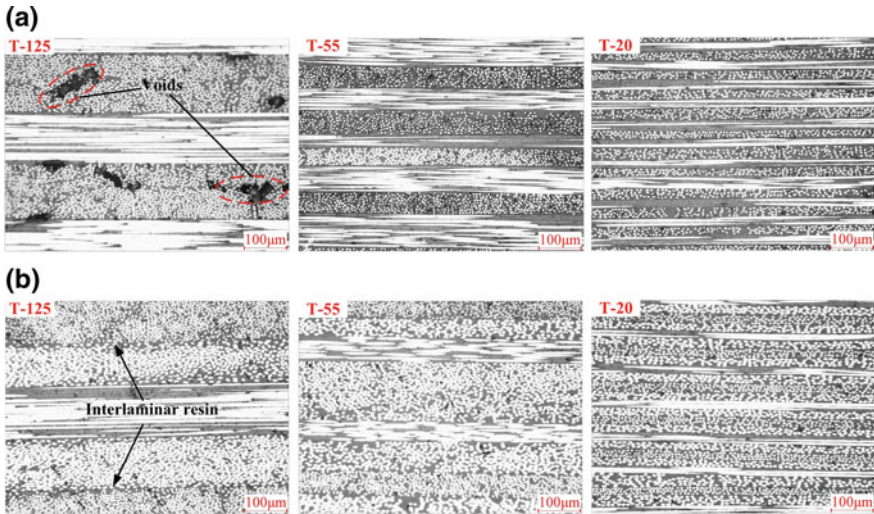 (a)
T-125
T-55
T-20
Voids
100μm
100μm
100μm
(b)
T-125
T-55
T-20
Interlaminar resin
100μm
100μm
100μm